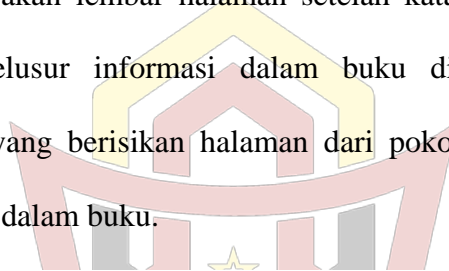 akan lembar halaman setelah kata
elusur informasi dalam buku di
yang berisikan halaman dari poko
dalam buku.